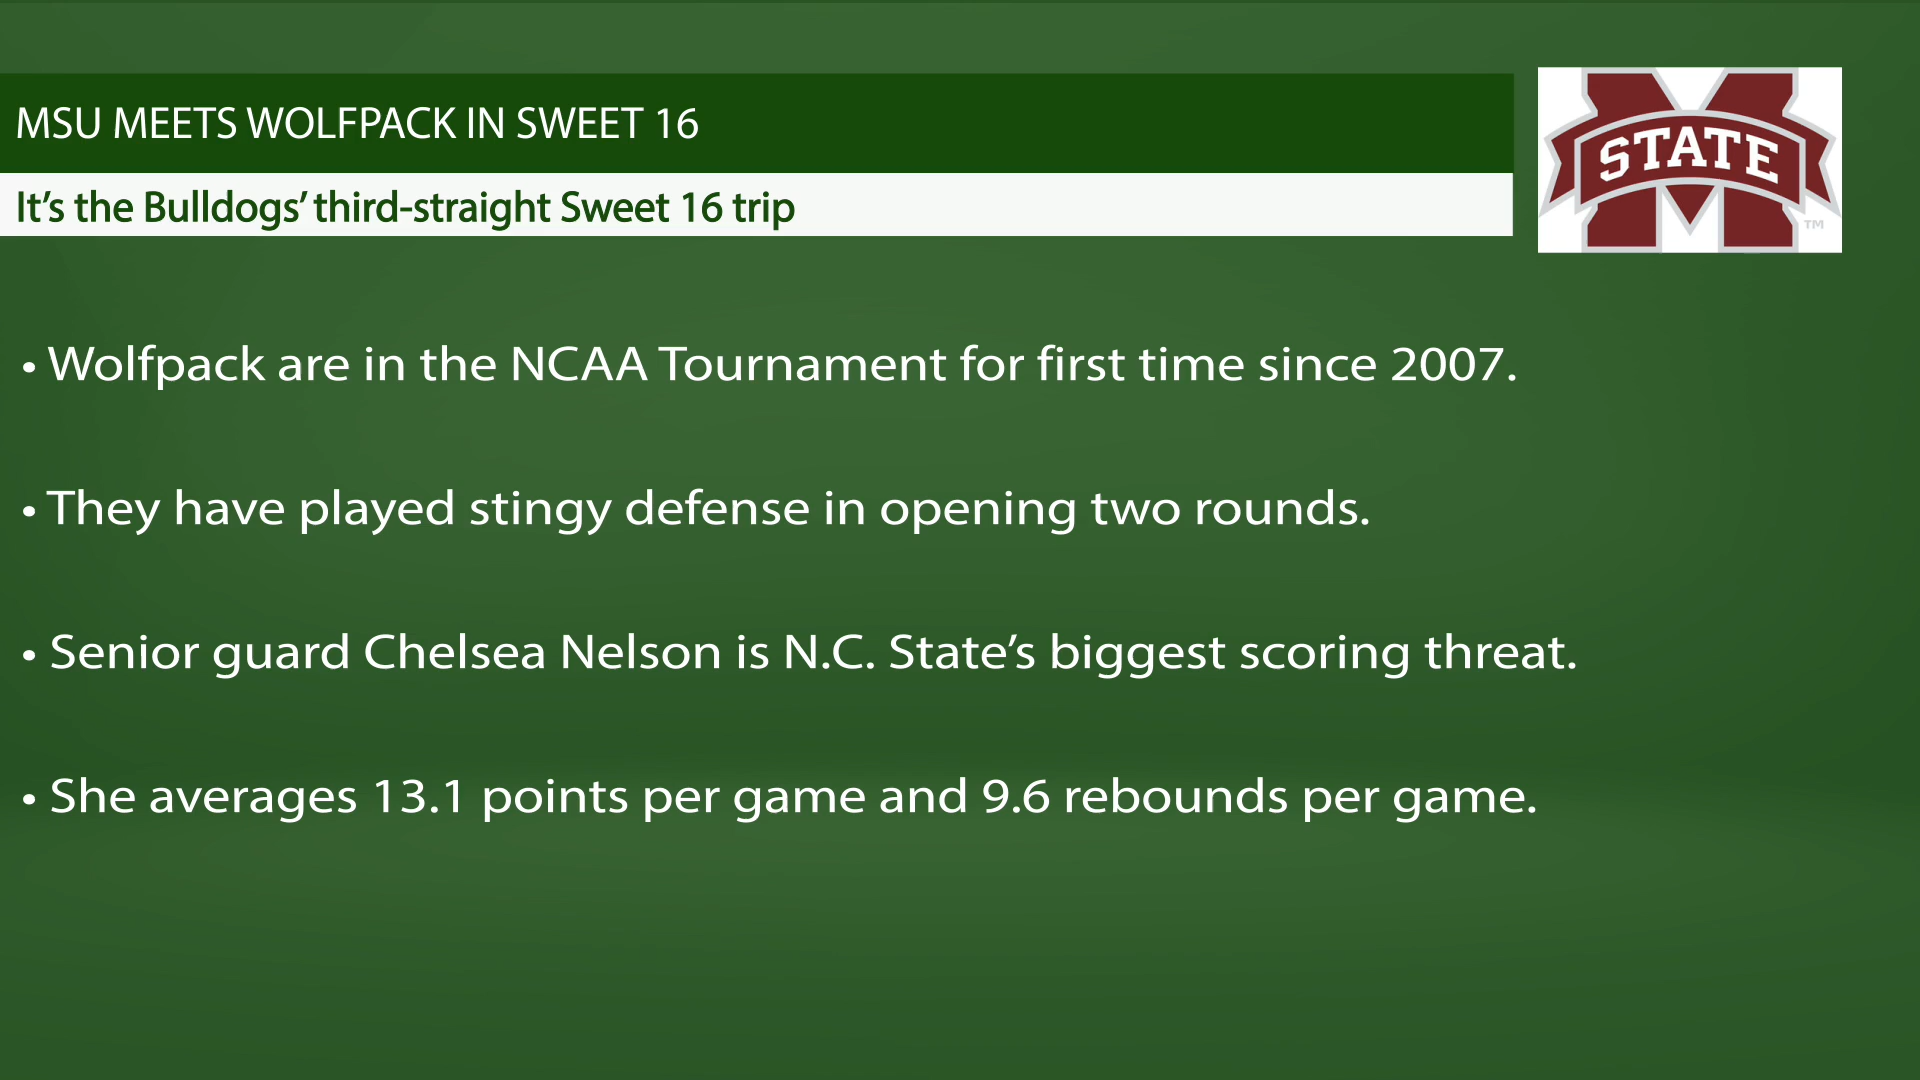 MSU MEETS WOLFPACK IN SWEET 16
STATE
TM
It’s the Bulldogs’ third-straight Sweet 16 trip
• Wolfpack are in the NCAA Tournament for first time since 2007.
• They have played stingy defense in opening two rounds.
• Senior guard Chelsea Nelson is N.C. State’s biggest scoring threat.
• She averages 13.1 points per game and 9.6 rebounds per game.